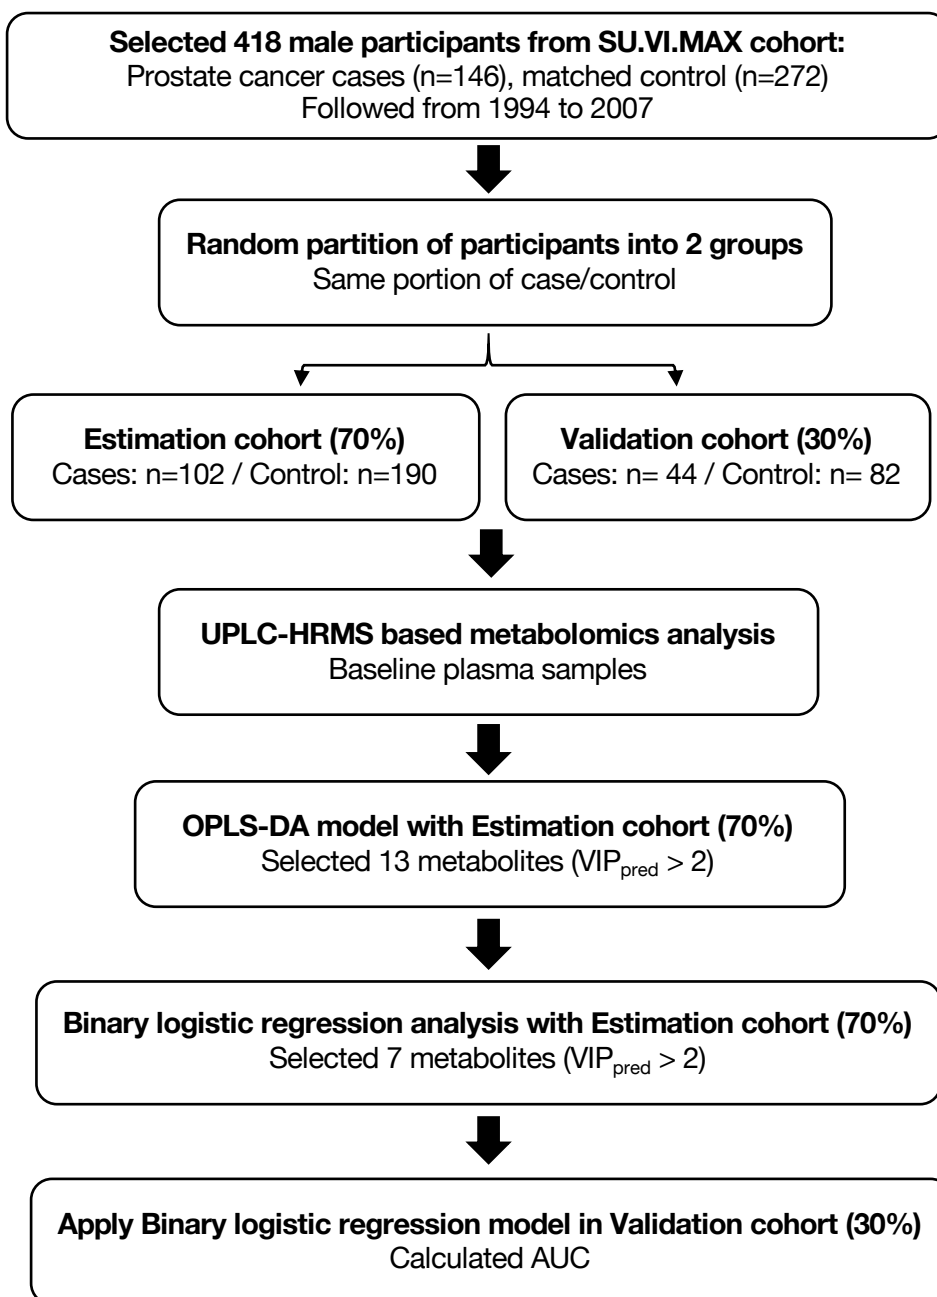 Selected 418 male participants from SU.VI.MAX cohort:
Prostate cancer cases (n=146), matched control (n=272)
Followed from 1994 to 2007
Random partition of participants into 2 groups
Same portion of case/control
Estimation cohort (70%)
Cases: n=102 / Control: n=190
Validation cohort (30%)
Cases: n= 44 / Control: n= 82
UPLC-HRMS based metabolomics analysis
Baseline plasma samples
OPLS-DA model with Estimation cohort (70%)
Selected 13 metabolites (VIPpred > 2)
Binary logistic regression analysis with Estimation cohort (70%)
Selected 7 metabolites (VIPpred > 2)
Apply Binary logistic regression model in Validation cohort (30%)
Calculated AUC